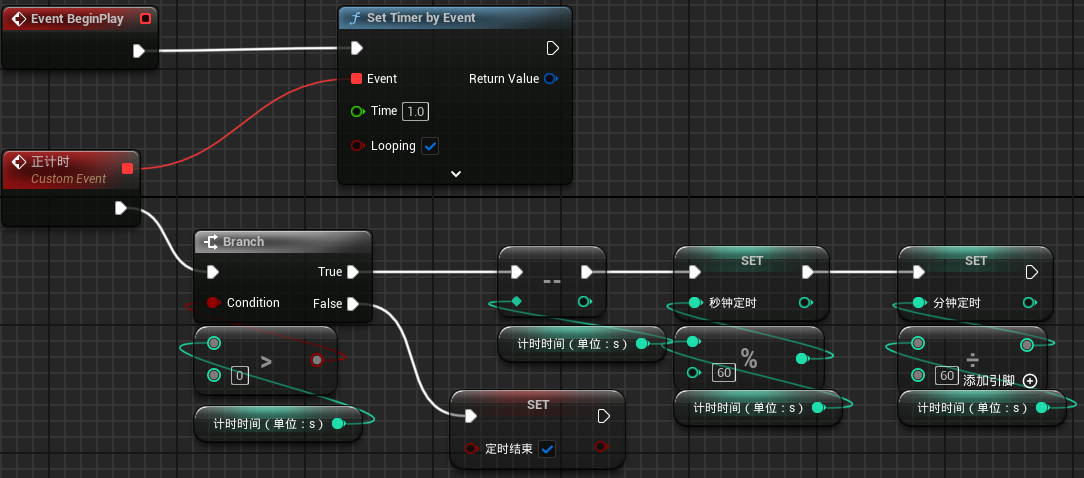 Event BeginPlay
Set Timer by Event
Event
Return Value
Time 1.0
Looping
正计时
Custom Event
Branch
True
Condition
False
>
0
计时时间（单位：s）
--
计时时间（单位：s）
SET
秒钟定时
%
60
计时时间（单位：s）
SET
分钟定时
÷
60 添加引脚
计时时间（单位：s）
SET
定时结束